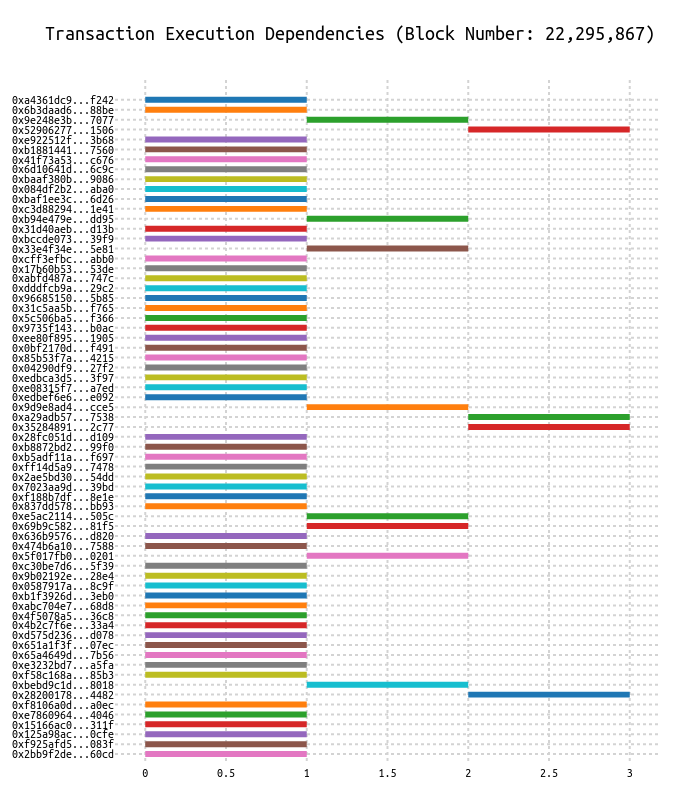 Transaction Execution Dependencies (Block Number: 22,295,867)
0xa4361dc9...f242
0x6b3daad6...88be
0x9e248e3b...7077
0x52906277...1506
0xe922512f...3b68
0xb1881441...7560
0x41f73a53...c676
0x6d10641d...6c9c
0xbaaf380b...9086
0x084df2b2...aba0
0xbaf1ee3c...6d26
0xc3d88294...1e41
0xb94e479e...dd95
0x31d40aeb...d13b
0xbccde073...39f9
0x33e4f34e...5e81
0xcff3efbc...abb0
0x17b60b53...53de
0xabfd487a...747c
0xdddfcb9a...29c2
0x96685150...5b85
0x31c5aa5b...f765
0x5c506ba5...f366
0x9735f143...b0ac
0xee80f895...1905
0x0bf2170d...f491
0x85b53f7a...4215
0x04290df9...27f2
0xedbca3d5...3f97
0xe08315f7...a7ed
0xedbef6e6...e092
0x9d9e8ad4...cce5
0xa29adb57...7538
0x35284891...2c77
0x28fc051d...d109
0xb8872bd2...99f0
0xb5adf11a...f697
0xff14d5a9...7478
0x2ae5bd30...54dd
0x7023aa9d...39bd
0xf188b7df...8e1e
0x837dd578...bb93
0xe5ac2114...505c
0x69b9c582...81f5
0x636b9576...d820
0x474b6a10...7588
0x5f017fb0...0201
0xc30be7d6...5f39
0x9b02192e...28e4
0x0587917a...8c9f
0xb1f3926d...3eb0
0xabc704e7...68d8
0x4f5078a5...36c8
0x4b2c7f6e...33a4
0xd575d236...d078
0x651a1f3f...07ec
0x65a4649d...7b56
0xe3232bd7...a5fa
0xf58c168a...85b3
0xbebd9c1d...8018
0x28200178...4482
0xf8106a0d...a0ec
0xe7860964...4046
0x15166ac0...311f
0x125a98ac...0cfe
0xf925afd5...083f
0x2bb9f2de...60cd
0 0.5 1 1.5 2 2.5 3